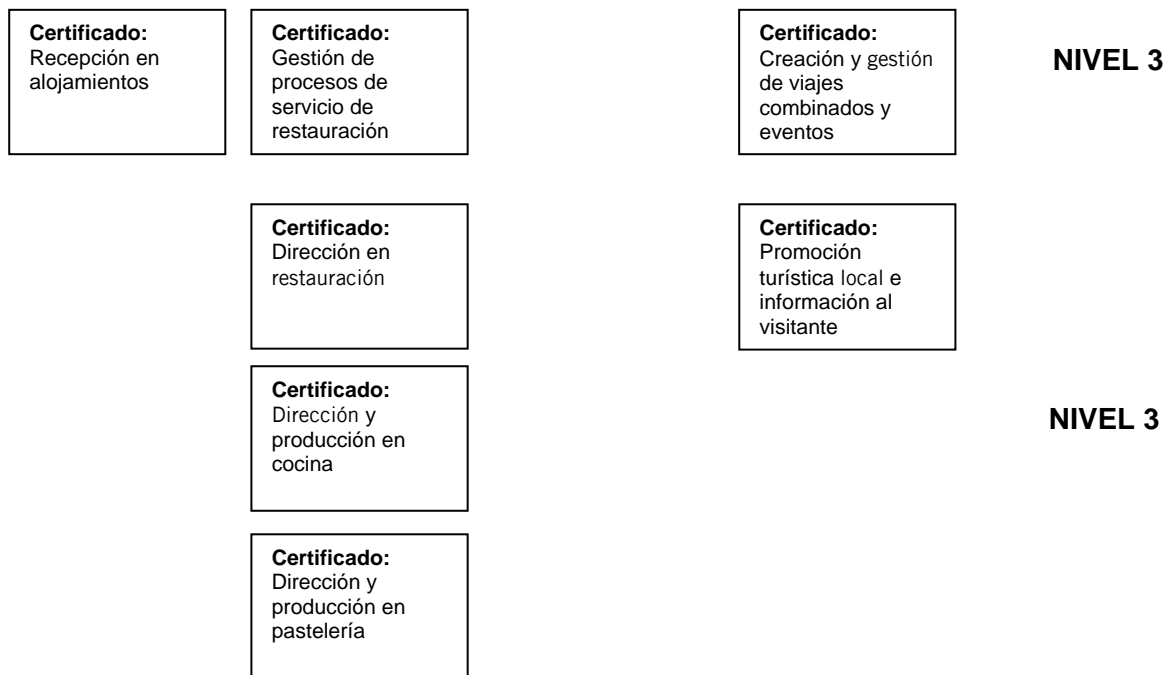 Certificado:
Recepción en
alojamientos
Certificado:
Gestión de
procesos de
servicio de
restauración
Certificado:
Creación y gestión
de viajes
combinados y
eventos
NIVEL 3
Certificado:
Dirección en
restauración
Certificado:
Promoción
turística local e
información al
visitante
Certificado:
Dirección y
producción en
cocina
NIVEL 3
Certificado:
Dirección y
producción en
pastelería